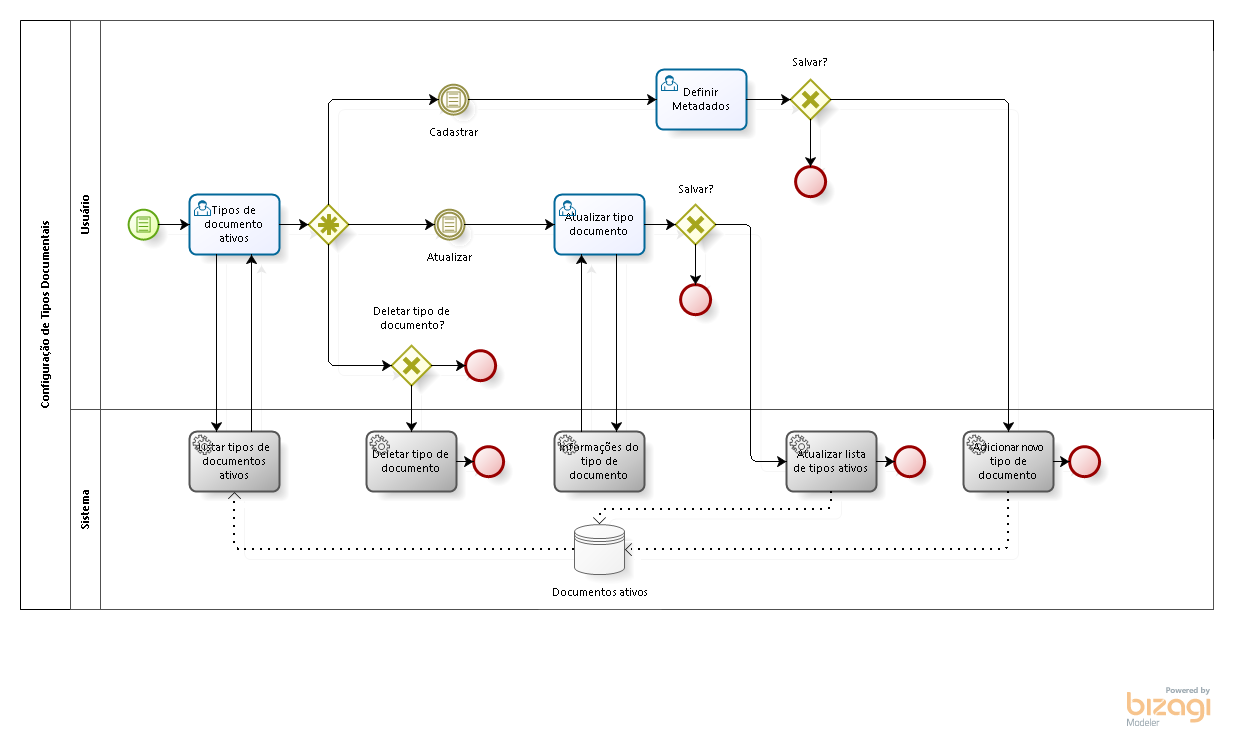 Configuração de Tipos Documentais
Usuário
Sistema
Salvar?
Definir
Metadados
Cadastrar
Salvar?
Tipos de
documento
ativos
Atualizar tipo
documento
Atualizar
Deletar tipo de
documento?
Listar tipos de
documentos
ativos
Deletar tipo de
documento
Informações do
tipo de
documento
Atualizar lista
de tipos ativos
Adicionar novo
tipo de
documento
Documentos ativos
Powered by
bizagi
Modeler